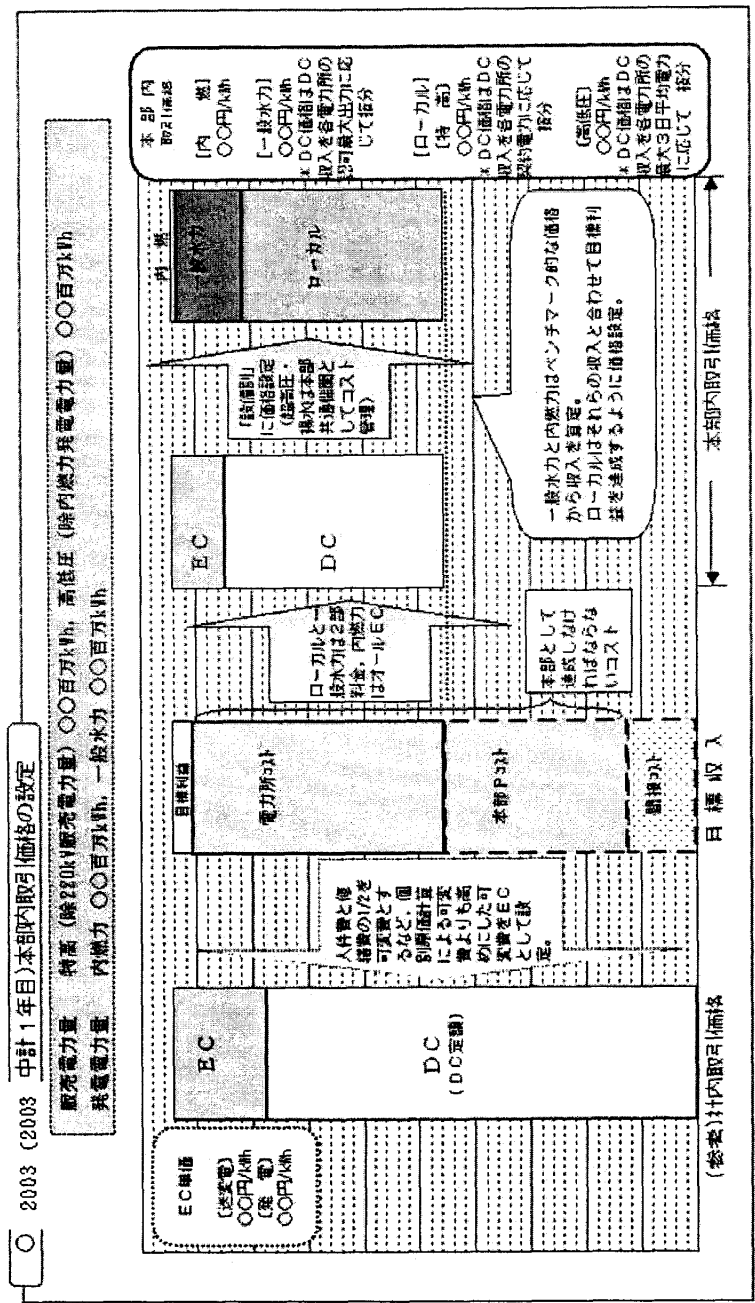 ○ 2003 (2003 中計1年目)本部内取引価格の設定
販売電力量 特高(除220kV販売電力量)○○百万kWh, 高低圧(除内燃力発電電力量)○○百万kWh
発電電力量 内燃力 ○○百万kWh, 一般水力 ○○百万kWh
EC単価
[送変電]
○○円/kWh
[発 電]
○○円/kWh
EC
DC
(DC定額)
(参考)社内取引価格
人件費と修
繕費の1/2を
可変費とす
るなど, 個
別原価計算
による可変
費よりも高
めにした可
変費をEC
として設
定。
目標利益
電力所コスト
本部Pコスト
間接コスト
目 標 収 入
ローカルと一
般水力は2部
料金, 内燃力
はオールEC
本部として
達成しなけ
ればならな
いコスト
EC
DC
「設備別」
に価格設定
(超高圧・
揚水は本部
共通機関と
してコスト
管理)
一般水力と内燃力はベンチマーク的な価格
から収入を算定。
ローカルはそれらの収入と合わせて目標利
益を達成するように価格設定。
内 燃
一般水力
ローカル
本部内取引価格
本 部 内
取引価格
[内 燃]
○○円/kWh
[一般水力]
○○円/kWh
※DC価格はDC
収入を各電力所の
認可最大出力に応
じて按分
[ローカル]
[特 高]
○○円/kWh
※DC価格はDC
収入を各電力所の
契約電力に応じて
按分
[高低圧]
○○円/kWh
※DC価格はDC
収入を各電力所の
最大3日平均電力
に応じて 按分